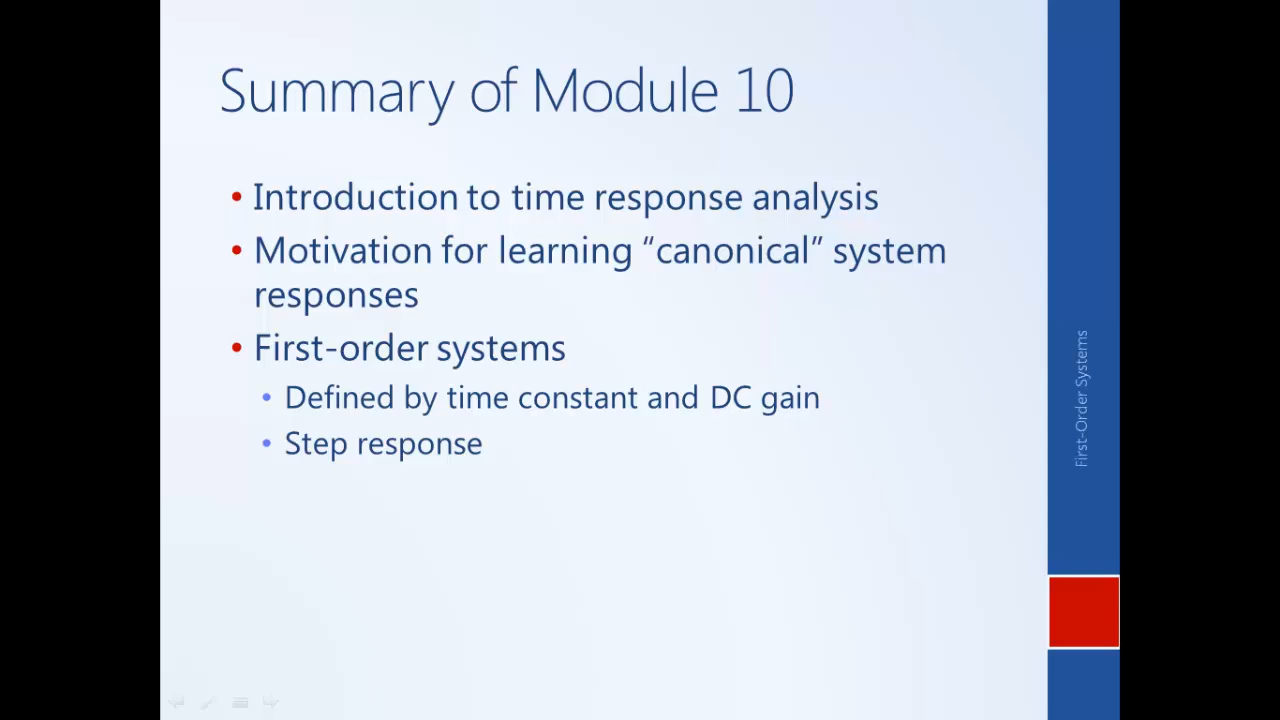 Summary of Module 10
• Introduction to time response analysis
• Motivation for learning “canonical” system
responses
• First-order systems
• Defined by time constant and DC gain
• Step response
First-Order Systems